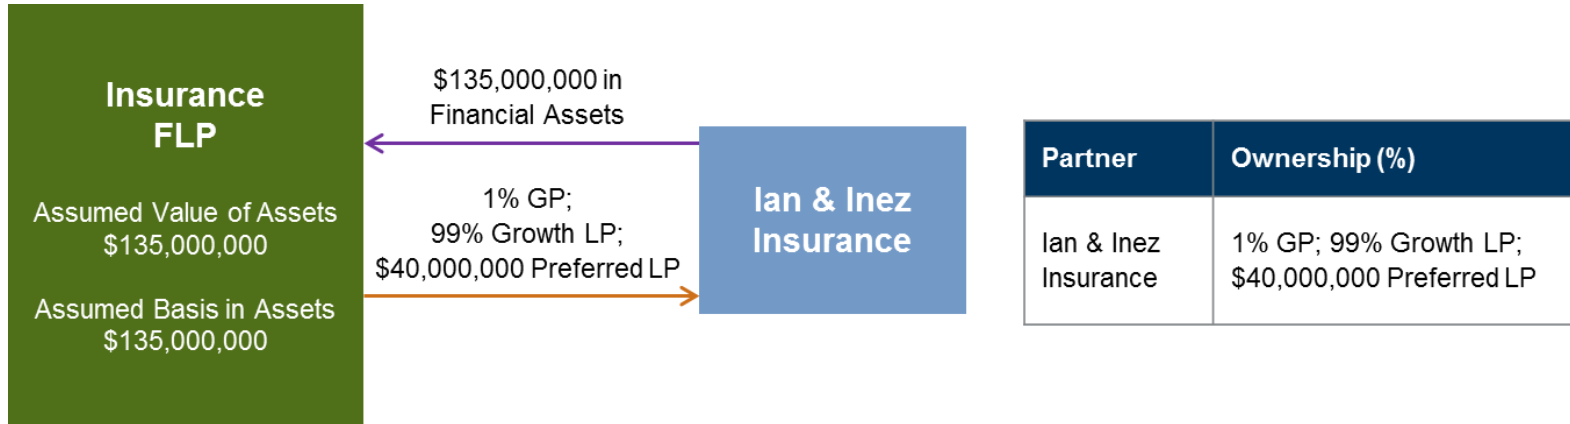 Insurance
FLP
Assumed Value of Assets
$135,000,000
Assumed Basis in Assets
$135,000,000
$135,000,000 in
Financial Assets
1% GP;
99% Growth LP;
$40,000,000 Preferred LP
Ian & Inez
Insurance
Partner
Ownership (%)
Ian & Inez
Insurance
1% GP; 99% Growth LP;
$40,000,000 Preferred LP